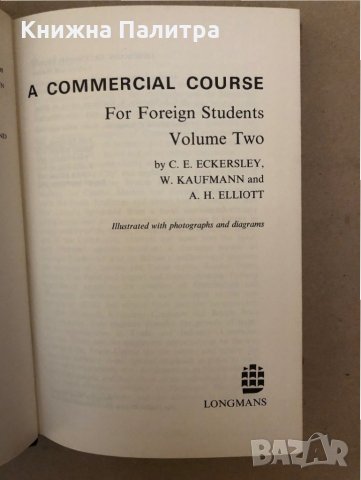 Книжна Палитра
A COMMERCIAL COURSE
For Foreign Students
Volume Two
by C. E. ECKERSLEY,
W. KAUFMANN and
A. H. ELLIOTT
Illustrated with photographs and diagrams
LONGMANS
BAZAR